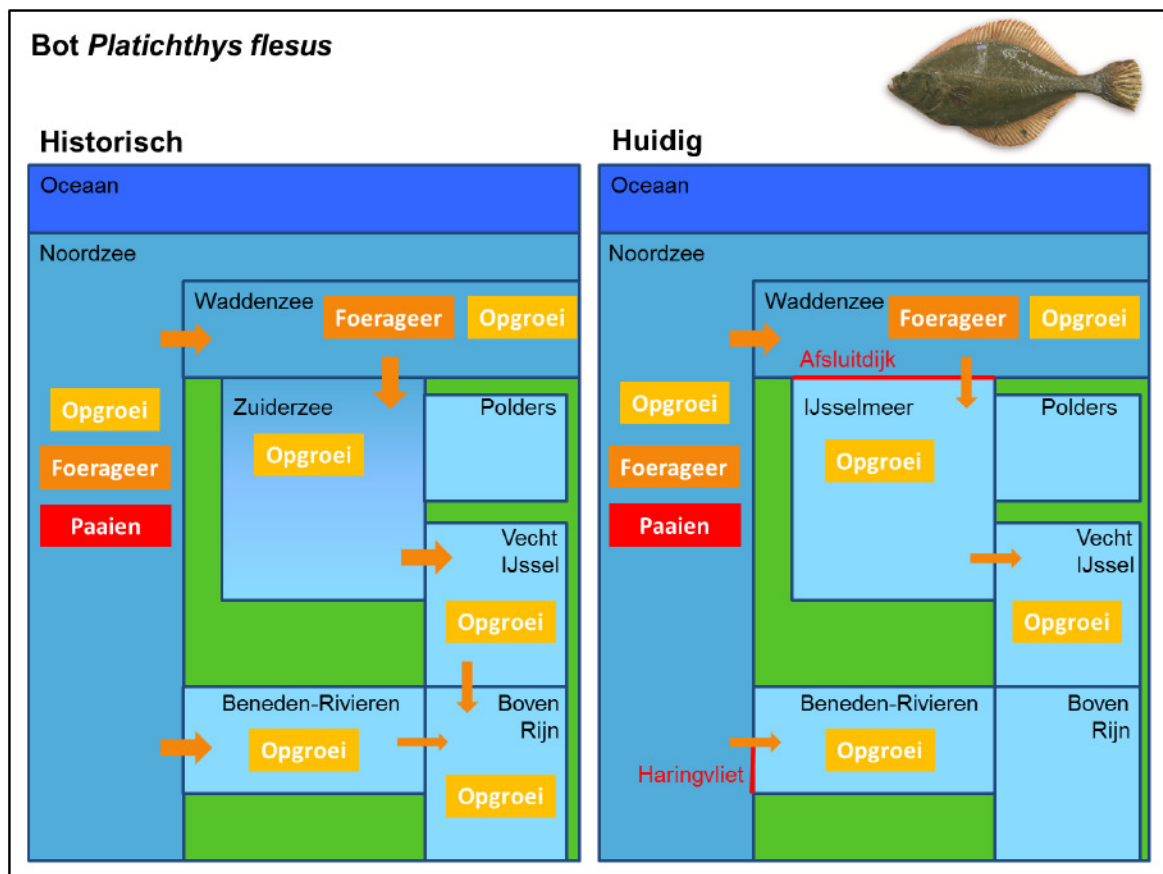 Bot Platichthys flesus
Historisch
Oceaan
Noordzee
Waddenzee
Foerageer
Opgroei
Opgroei
Foerageer
Paaien
Zuiderzee
Opgroei
Polders
Vecht
IJssel
Opgroei
Beneden-Rivieren
Opgroei
Boven
Rijn
Opgroei
Huidig
Oceaan
Noordzee
Waddenzee
Foerageer
Opgroei
Afsluitdijk
Opgroei
Foerageer
Paaien
IJsselmeer
Opgroei
Polders
Vecht
IJssel
Opgroei
Beneden-Rivieren
Opgroei
Haringvliet
Boven
Rijn